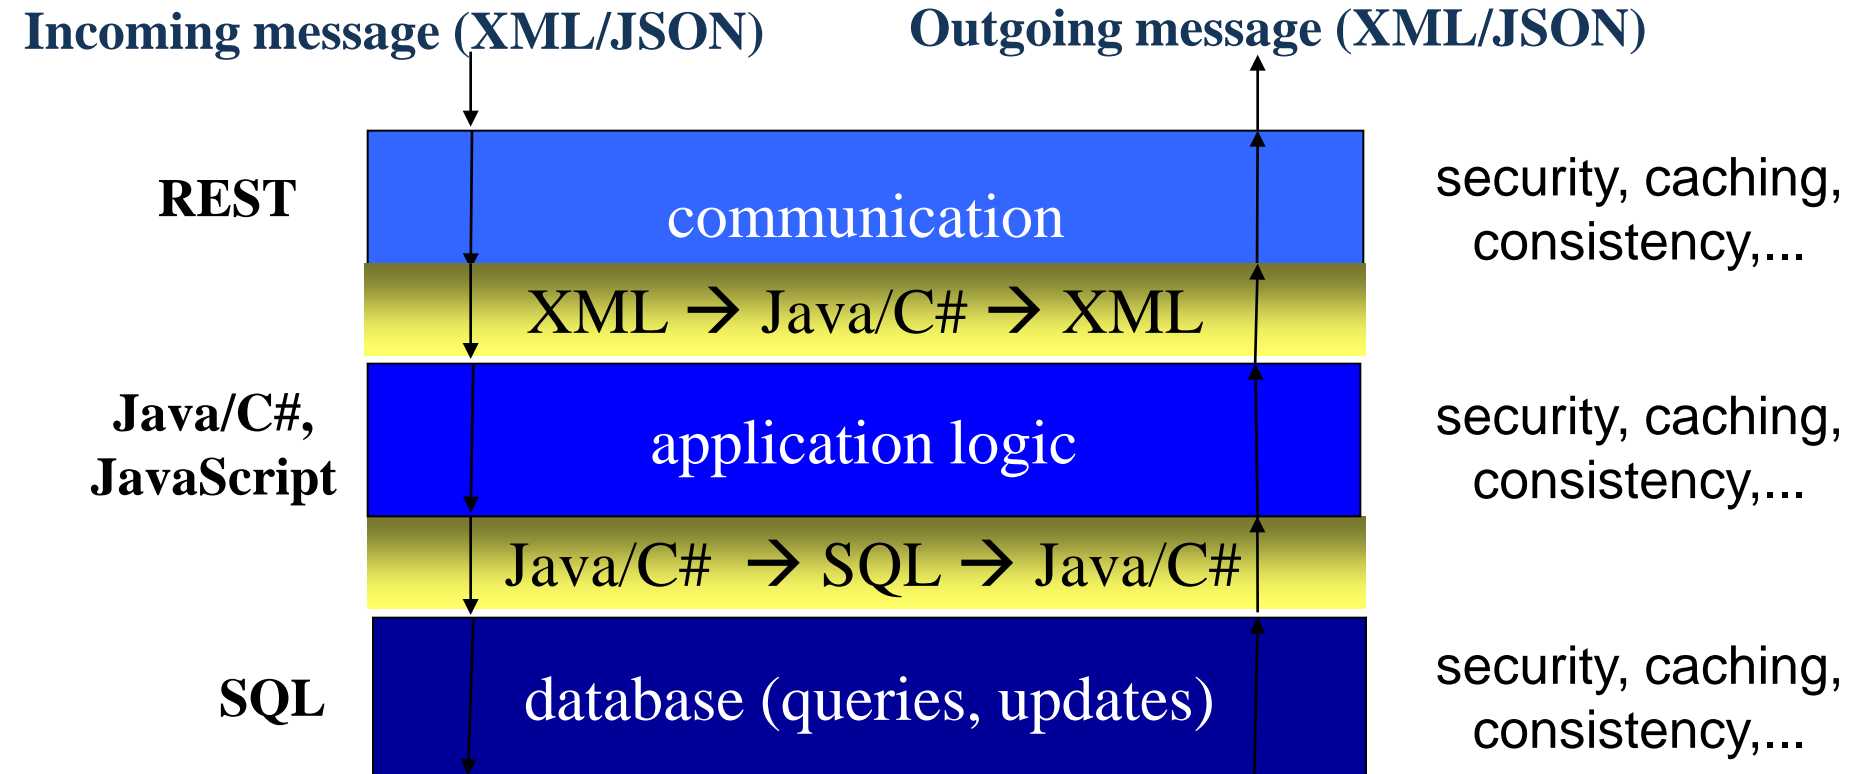 Incoming message (XML/JSON)
Outgoing message (XML/JSON)
REST
communication
security, caching,
consistency,...
XML → Java/C# → XML
Java/C#,
JavaScript
application logic
security, caching,
consistency,...
Java/C# → SQL → Java/C#
SQL
database (queries, updates)
security, caching,
consistency,...